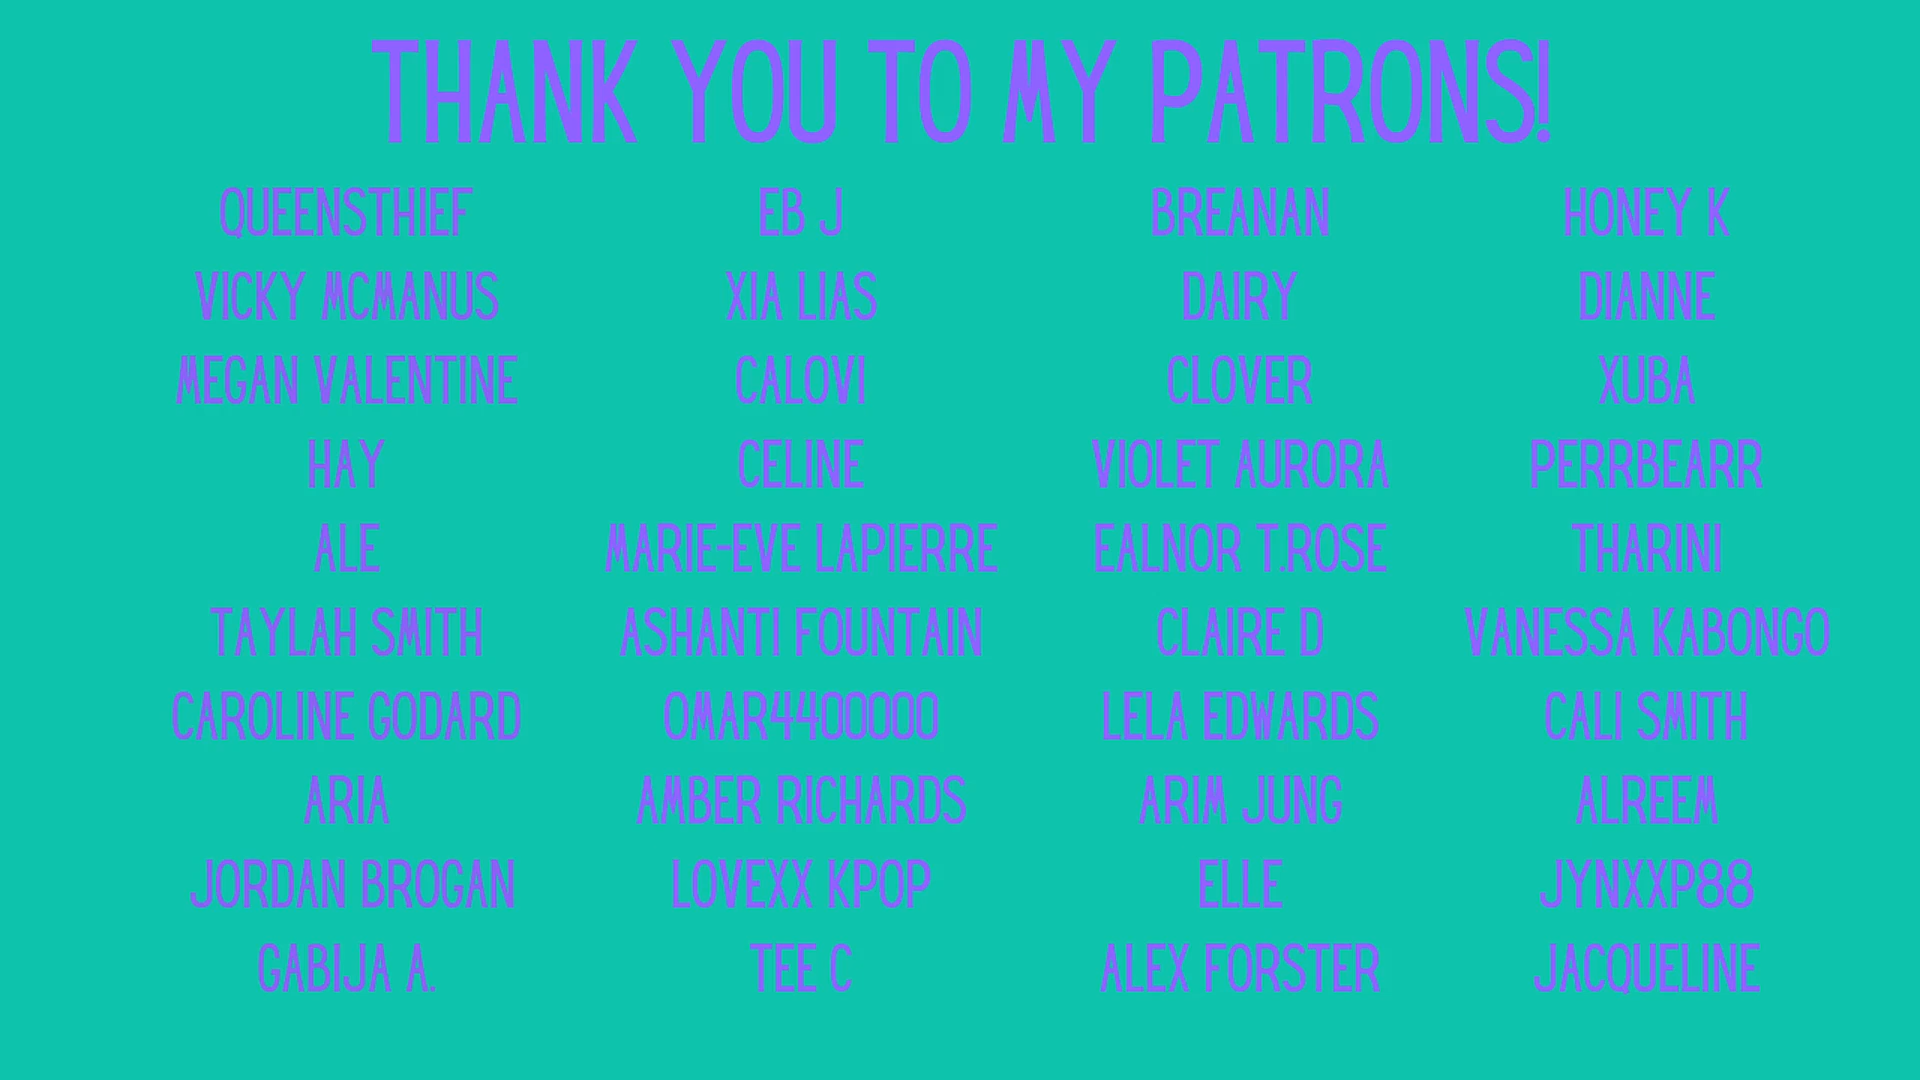 THANK YOU TO MY PATRONS!
QUEENSTHIEF EB J BREANAN HONEY K
VICKY MCMANUS XIA LIAS DAIRY DIANNE
MEGAN VALENTINE CALOVI CLOVER XUBA
HAY CELINE VIOLET AURORA PERRBEARR
ALE MARIE-EVE LAPIERRE EALNOR T.ROSE THARINI
TAYLAH SMITH ASHANTI FOUNTAIN CLAIRE D VANESSA KABONGO
CAROLINE GODARD OMAR4400000 LELA EDWARDS CALI SMITH
ARIA AMBER RICHARDS ARIM JUNG ALREEM
JORDAN BROGAN LOVEXX KPOP ELLE JYNXXP88
GABIJA A. TEE C ALEX FORSTER JACQUELINE